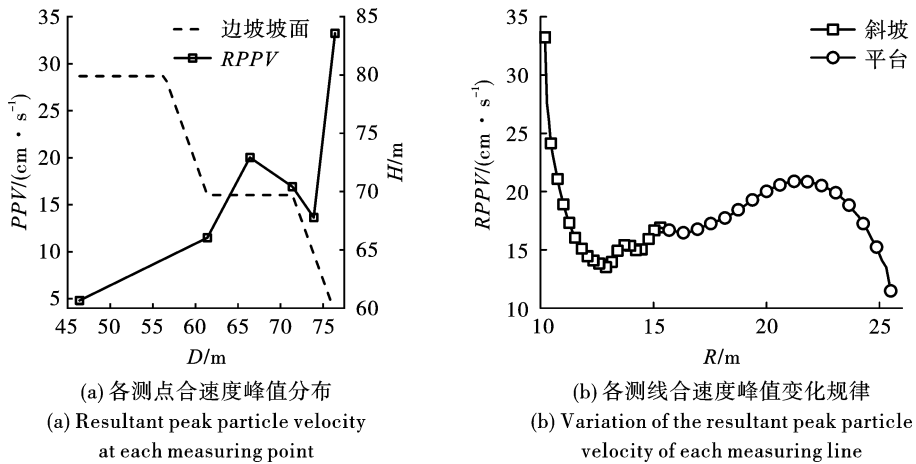 35
30
25
20
15
10
5
PPV/(cm · s⁻¹)
边坡坡面
RPPV
85
80
75
70
65
60
H/m
45 50 55 60 65 70 75
D/m
(a) 各测点合速度峰值分布
(a) Resultant peak particle velocity
at each measuring point
35
30
25
20
15
10
RPPV/(cm · s⁻¹)
斜坡
平台
10 15 20 25
R/m
(b) 各测线合速度峰值变化规律
(b) Variation of the resultant peak particle
velocity of each measuring line